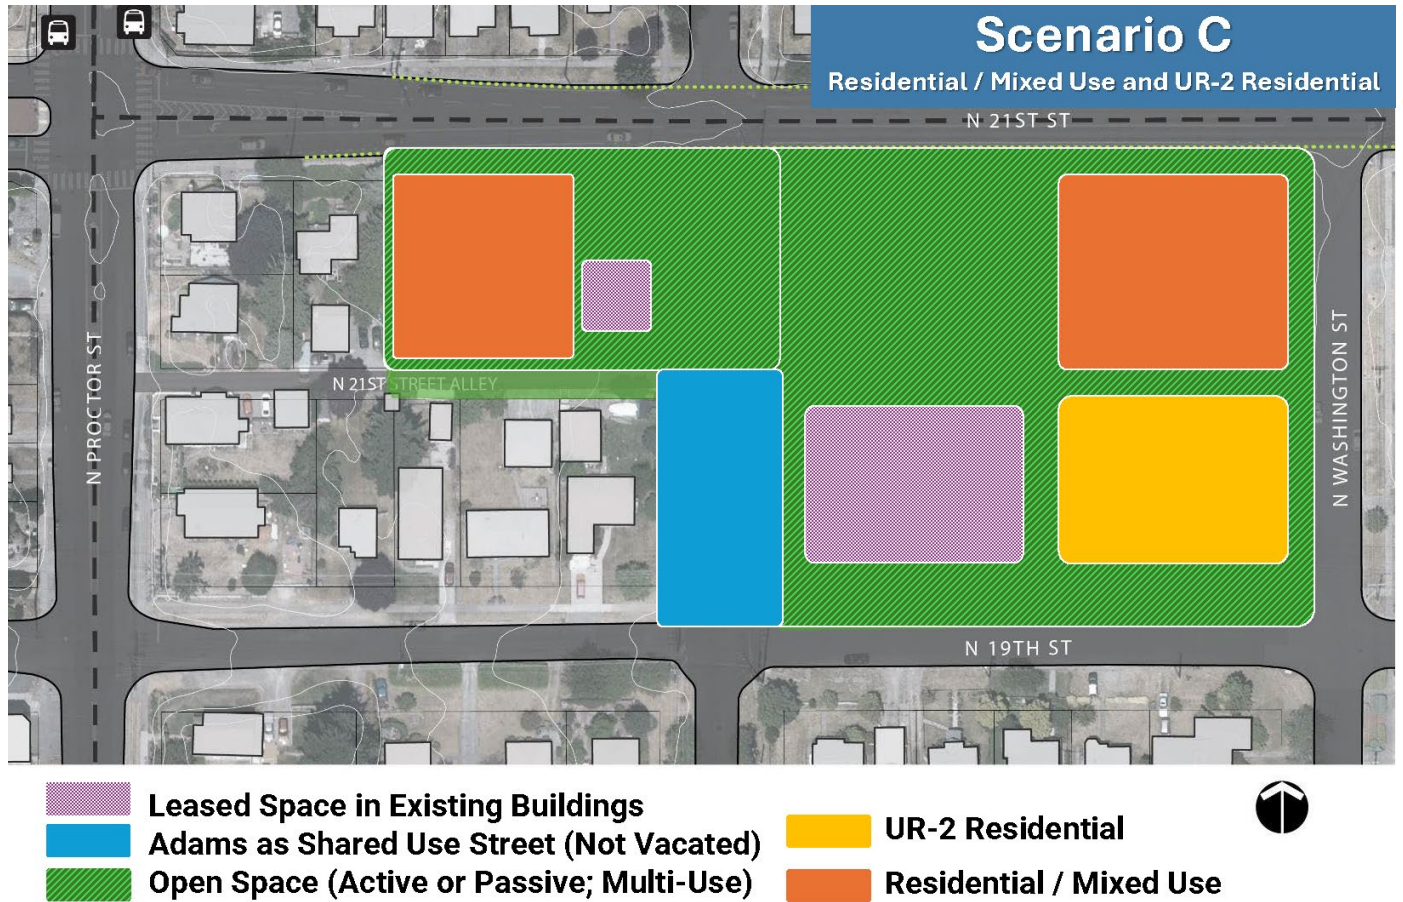 Scenario C
Residential / Mixed Use and UR-2 Residential
N 21ST ST
N PROCTOR ST
N 21ST STREET ALLEY
N WASHINGTON ST
N 19TH ST
Leased Space in Existing Buildings
Adams as Shared Use Street (Not Vacated)
Open Space (Active or Passive; Multi-Use)
UR-2 Residential
Residential / Mixed Use